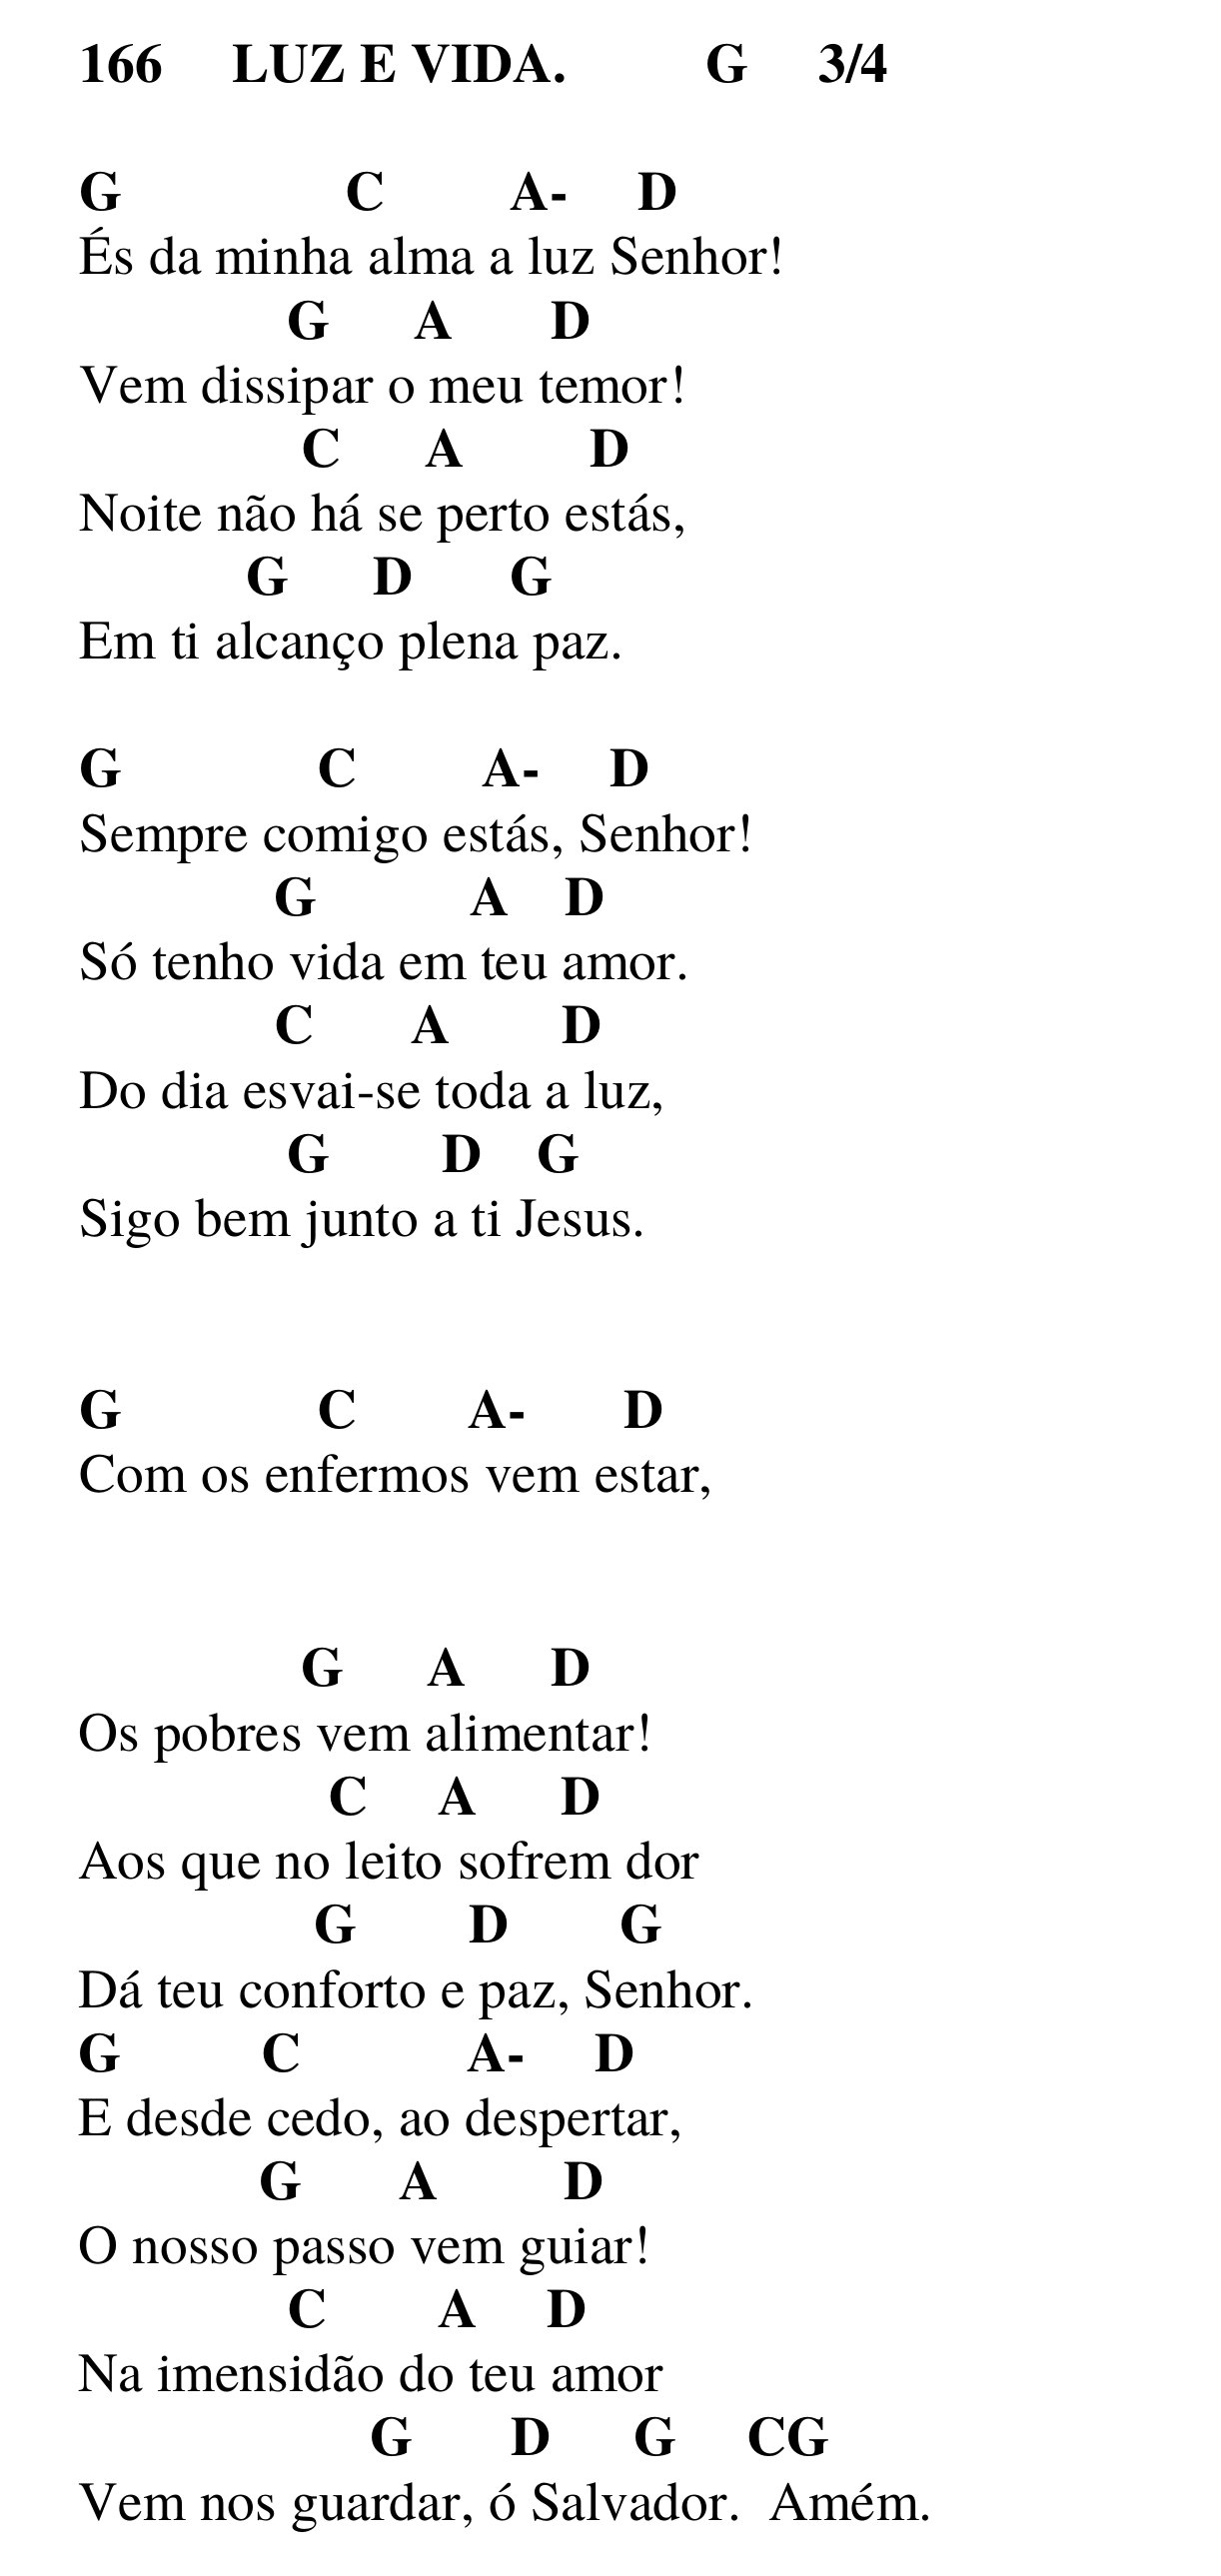 166 LUZ E VIDA. G 3/4
G C A- D
És da minha alma a luz Senhor!
G A D
Vem dissipar o meu temor!
C A D
Noite não há se perto estás,
G D G
Em ti alcanço plena paz.
G C A- D
Sempre comigo estás, Senhor!
G A D
Só tenho vida em teu amor.
C A D
Do dia esvai-se toda a luz,
G D G
Sigo bem junto a ti Jesus.
G C A- D
Com os enfermos vem estar,
G A D
Os pobres vem alimentar!
C A D
Aos que no leito sofrem dor
G D G
Dá teu conforto e paz, Senhor.
G C A- D
E desde cedo, ao despertar,
G A D
O nosso passo vem guiar!
C A D
Na imensidão do teu amor
G D G CG
Vem nos guardar, ó Salvador. Amém.